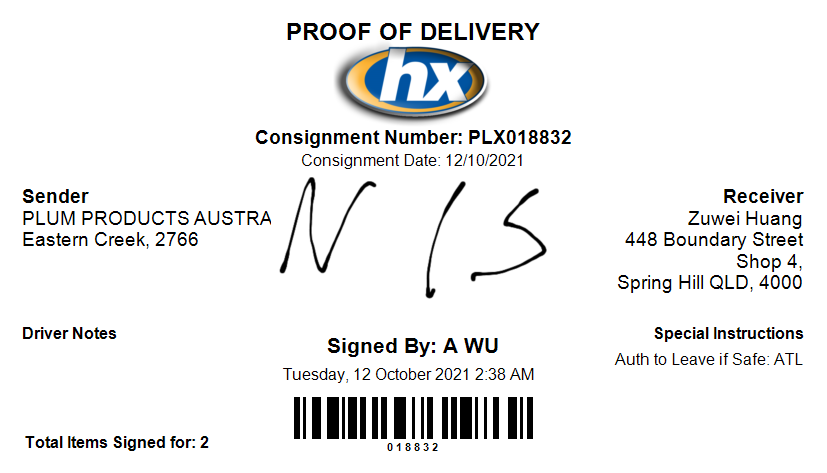 PROOF OF DELIVERY
hx
Consignment Number: PLX018832
Consignment Date: 12/10/2021
Sender
PLUM PRODUCTS AUSTRA
Eastern Creek, 2766
N I S
Receiver
Zuwei Huang
448 Boundary Street
Shop 4,
Spring Hill QLD, 4000
Driver Notes
Signed By: A WU
Tuesday, 12 October 2021 2:38 AM
Special Instructions
Auth to Leave if Safe: ATL
018832
Total Items Signed for: 2